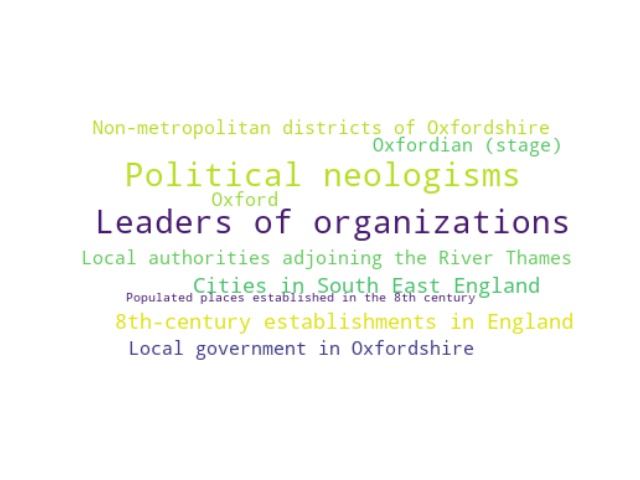 Non-metropolitan districts of Oxfordshire
Oxfordian (stage)
Political neologisms
Oxford
Leaders of organizations
Local authorities adjoining the River Thames
Cities in South East England
Populated places established in the 8th century
8th-century establishments in England
Local government in Oxfordshire